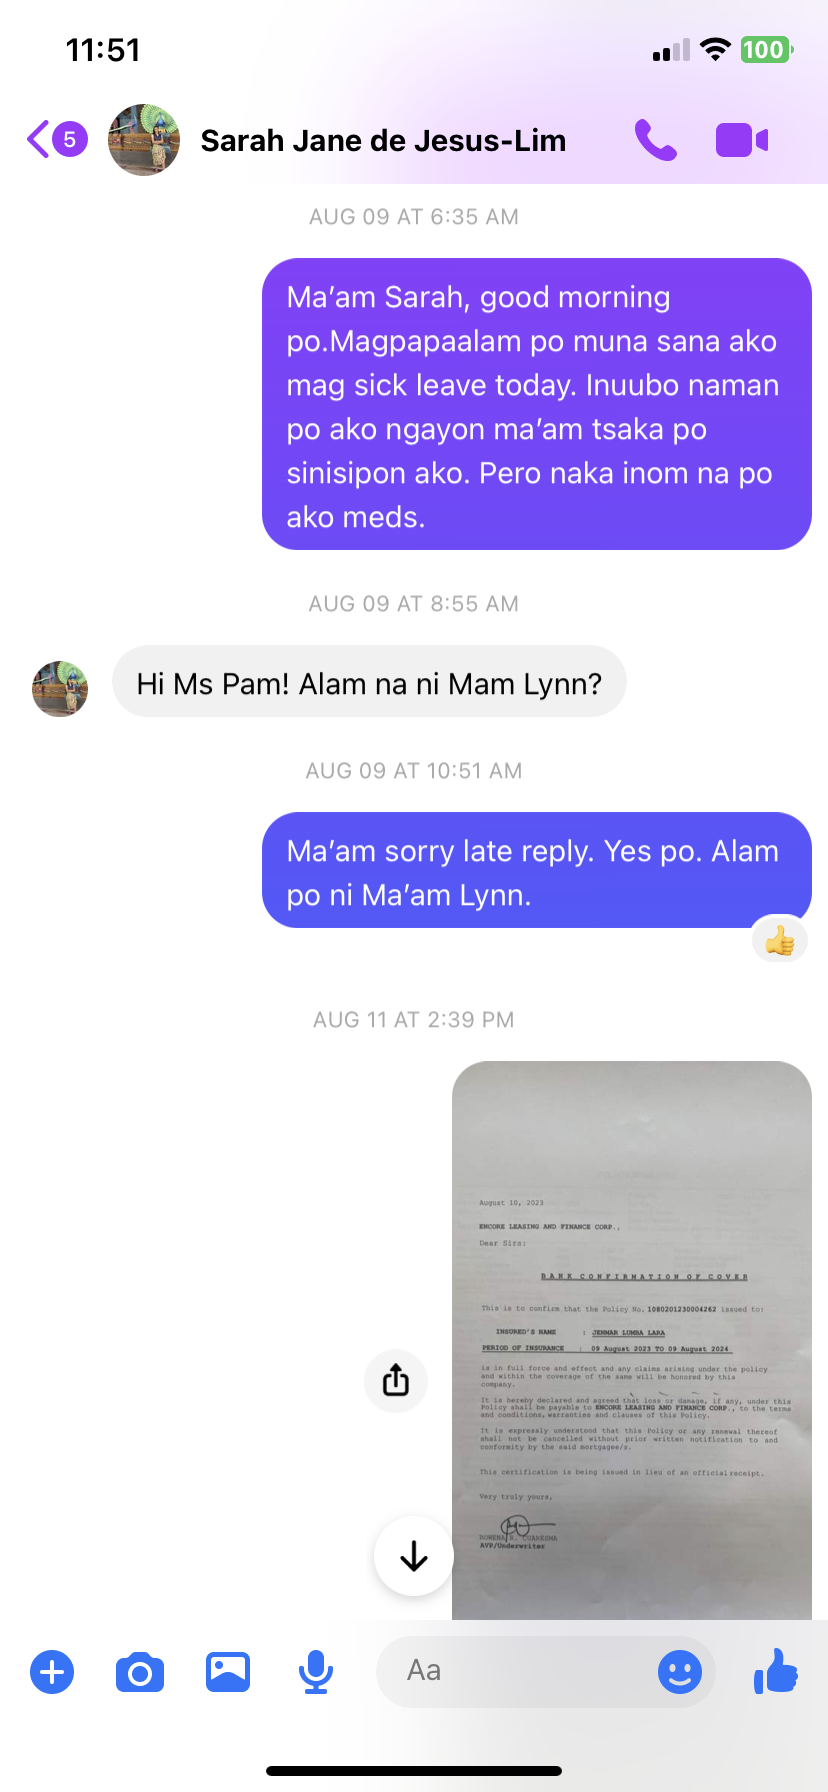 11:51
100
5
Sarah Jane de Jesus-Lim
AUG 09 AT 6:35 AM
Ma'am Sarah, good morning
po.Magpapaalam po muna sana ako
mag sick leave today. Inuubo naman
po ako ngayon ma'am tsaka po
sinisipon ako. Pero naka inom na po
ako meds.
AUG 09 AT 8:55 AM
Hi Ms Pam! Alam na ni Mam Lynn?
AUG 09 AT 10:51 AM
Ma'am sorry late reply. Yes po. Alam
po ni Ma'am Lynn.
AUG 11 AT 2:39 PM
August 10, 2023
ENCORE LEASING AND FINANCE CORP.,
Dear Sirs:
BANK CONFIRMATION OF COVER
This is to confirm that the Policy No. 1080201230004262 issued to:
INSURED'S NAME : JENMAR LUMBA LARA
PERIOD OF INSURANCE : 09 August 2023 TO 09 August 2024
is in full force and effect and any claims arising under the policy
and within the coverage of the same will be honored by this
company.
It is hereby declared and agreed that loss or damage, if any, under this
Policy shall be payable to ENCORE LEASING AND FINANCE CORP., to the terms
and conditions, warranties and clauses of this Policy.
It is expressly understood that this Policy or any renewal thereof
shall not be cancelled without prior written notification to and
conformity by the said mortgagee/s.
This certification is being issued in lieu of an official receipt.
Very truly yours,
ROWENA R. CUARESMA
AVP/Underwriter
Aa